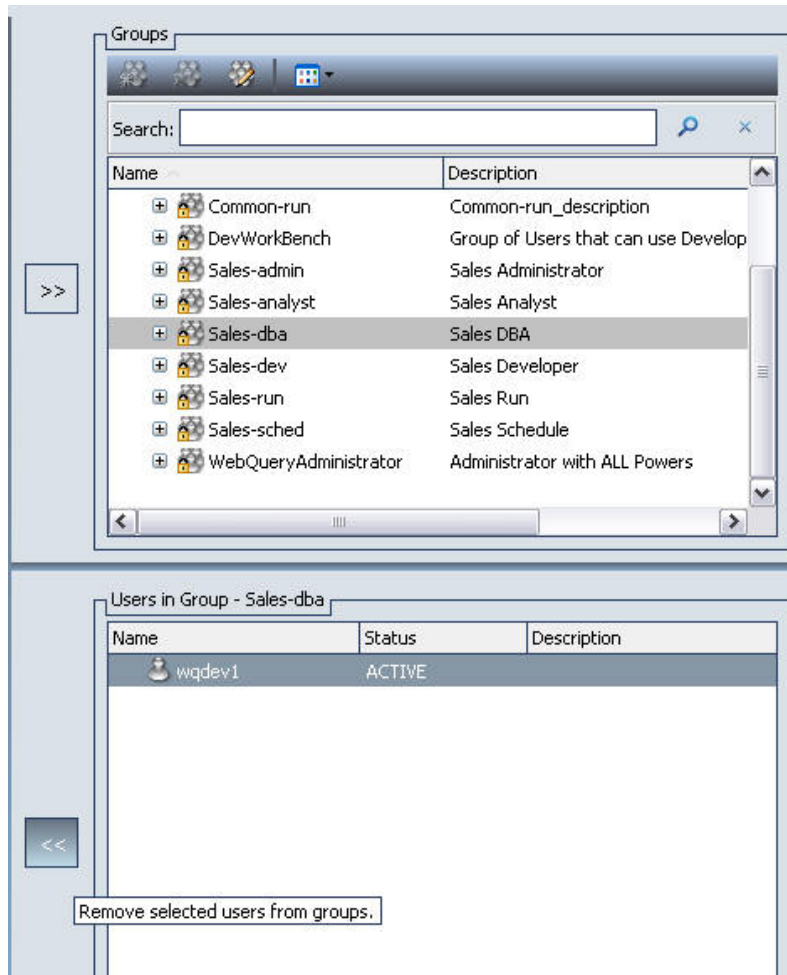 Groups
Search:
Name Description
Common-run Common-run_description
DevWorkBench Group of Users that can use Develop
>>
Sales-admin Sales Administrator
Sales-analyst Sales Analyst
Sales-dba Sales DBA
Sales-dev Sales Developer
Sales-run Sales Run
Sales-sched Sales Schedule
WebQueryAdministrator Administrator with ALL Powers
Users in Group - Sales-dba
Name Status Description
wqdev1 ACTIVE
<<
Remove selected users from groups.